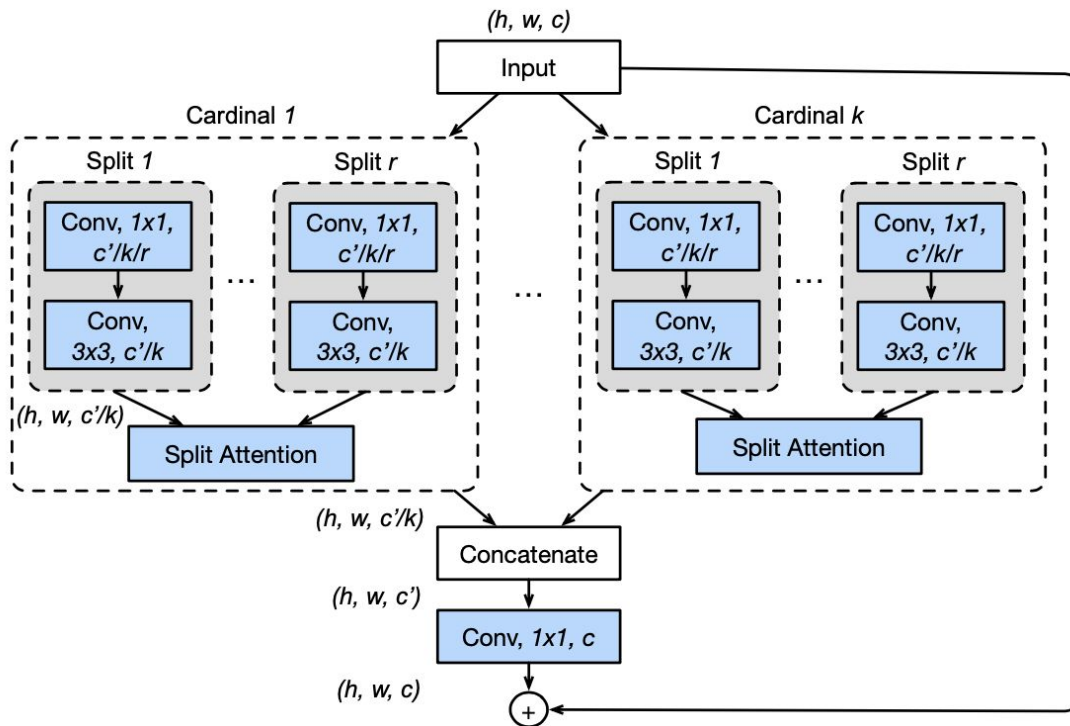 (h, w, c)
Input
Cardinal 1
Cardinal k
Split 1
Split r
Split 1
Split r
Conv, 1x1,
c'/k/r
Conv, 1x1,
c'/k/r
Conv, 1x1,
c'/k/r
Conv, 1x1,
c'/k/r
...
...
...
Conv,
3x3, c'/k
Conv,
3x3, c'/k
Conv,
3x3, c'/k
Conv,
3x3, c'/k
(h, w, c'/k)
Split Attention
Split Attention
(h, w, c'/k)
Concatenate
(h, w, c')
Conv, 1x1, c
(h, w, c)
+